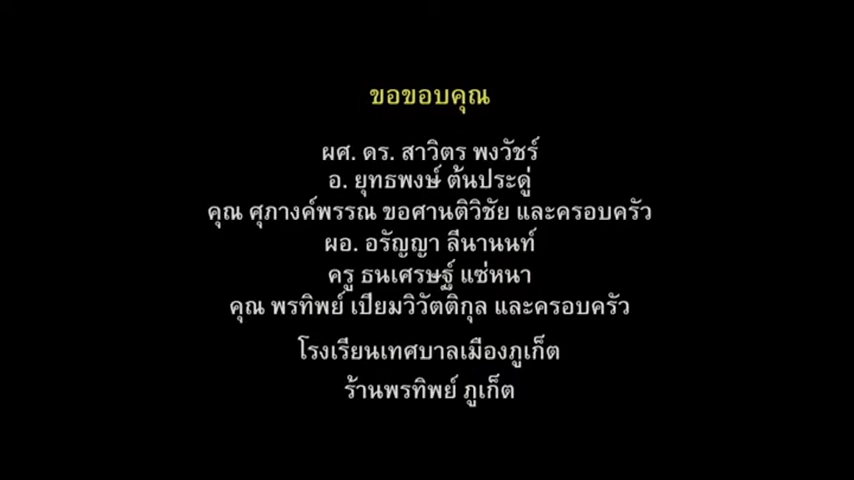 ขอขอบคุณ
ผศ. ดร. สาวิตร พงวัชร์
อ. ยุทธพงษ์ ต้นประดู่
คุณ ศุภางค์พรรณ ขอศานติวิชัย และครอบครัว
ผอ. อรัญญา ลีนานนท์
ครู ธนเศรษฐ์ แซ่หนา
คุณ พรทิพย์ เปียมวิวัตติกุล และครอบครัว
โรงเรียนเทศบาลเมืองภูเก็ต
ร้านพรทิพย์ ภูเก็ต